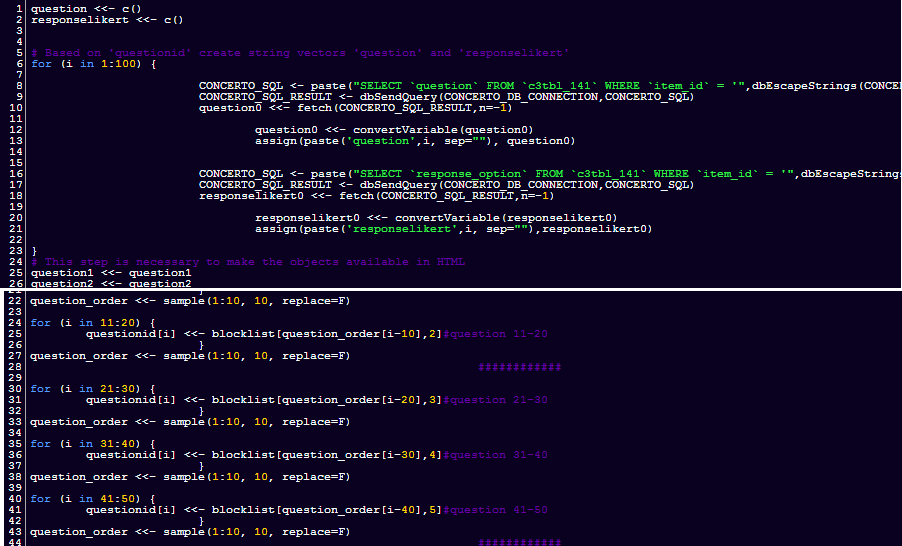 1 question <<- c()
2 responselikert <<- c()
3
4
5 # Based on 'questionid' create string vectors 'question' and 'responselikert'
6 for (i in 1:100) {
7
8 CONCERTO_SQL <- paste("SELECT `question` FROM `c3tbl_141` WHERE `item_id` = '",dbEscapeStrings(CONCE
9 CONCERTO_SQL_RESULT <- dbSendQuery(CONCERTO_DB_CONNECTION,CONCERTO_SQL)
10 question0 <<- fetch(CONCERTO_SQL_RESULT,n=-1)
11
12 question0 <<- convertVariable(question0)
13 assign(paste('question',i, sep=""), question0)
14
15
16 CONCERTO_SQL <- paste("SELECT `response_option` FROM `c3tbl_141` WHERE `item_id` = '",dbEscapeStrings
17 CONCERTO_SQL_RESULT <- dbSendQuery(CONCERTO_DB_CONNECTION,CONCERTO_SQL)
18 responselikert0 <<- fetch(CONCERTO_SQL_RESULT,n=-1)
19
20 responselikert0 <<- convertVariable(responselikert0)
21 assign(paste('responselikert',i, sep=""),responselikert0)
22
23 }
24 # This step is necessary to make the objects available in HTML
25 question1 <<- question1
26 question2 <<- question2
21 }
22 question_order <<- sample(1:10, 10, replace=F)
23
24 for (i in 11:20) {
25 questionid[i] <<- blocklist[question_order[i-10],2]#question 11-20
26 }
27 question_order <<- sample(1:10, 10, replace=F)
28 ############
29
30 for (i in 21:30) {
31 questionid[i] <<- blocklist[question_order[i-20],3]#question 21-30
32 }
33 question_order <<- sample(1:10, 10, replace=F)
34
35 for (i in 31:40) {
36 questionid[i] <<- blocklist[question_order[i-30],4]#question 31-40
37 }
38 question_order <<- sample(1:10, 10, replace=F)
39
40 for (i in 41:50) {
41 questionid[i] <<- blocklist[question_order[i-40],5]#question 41-50
42 }
43 question_order <<- sample(1:10, 10, replace=F)
44 ############